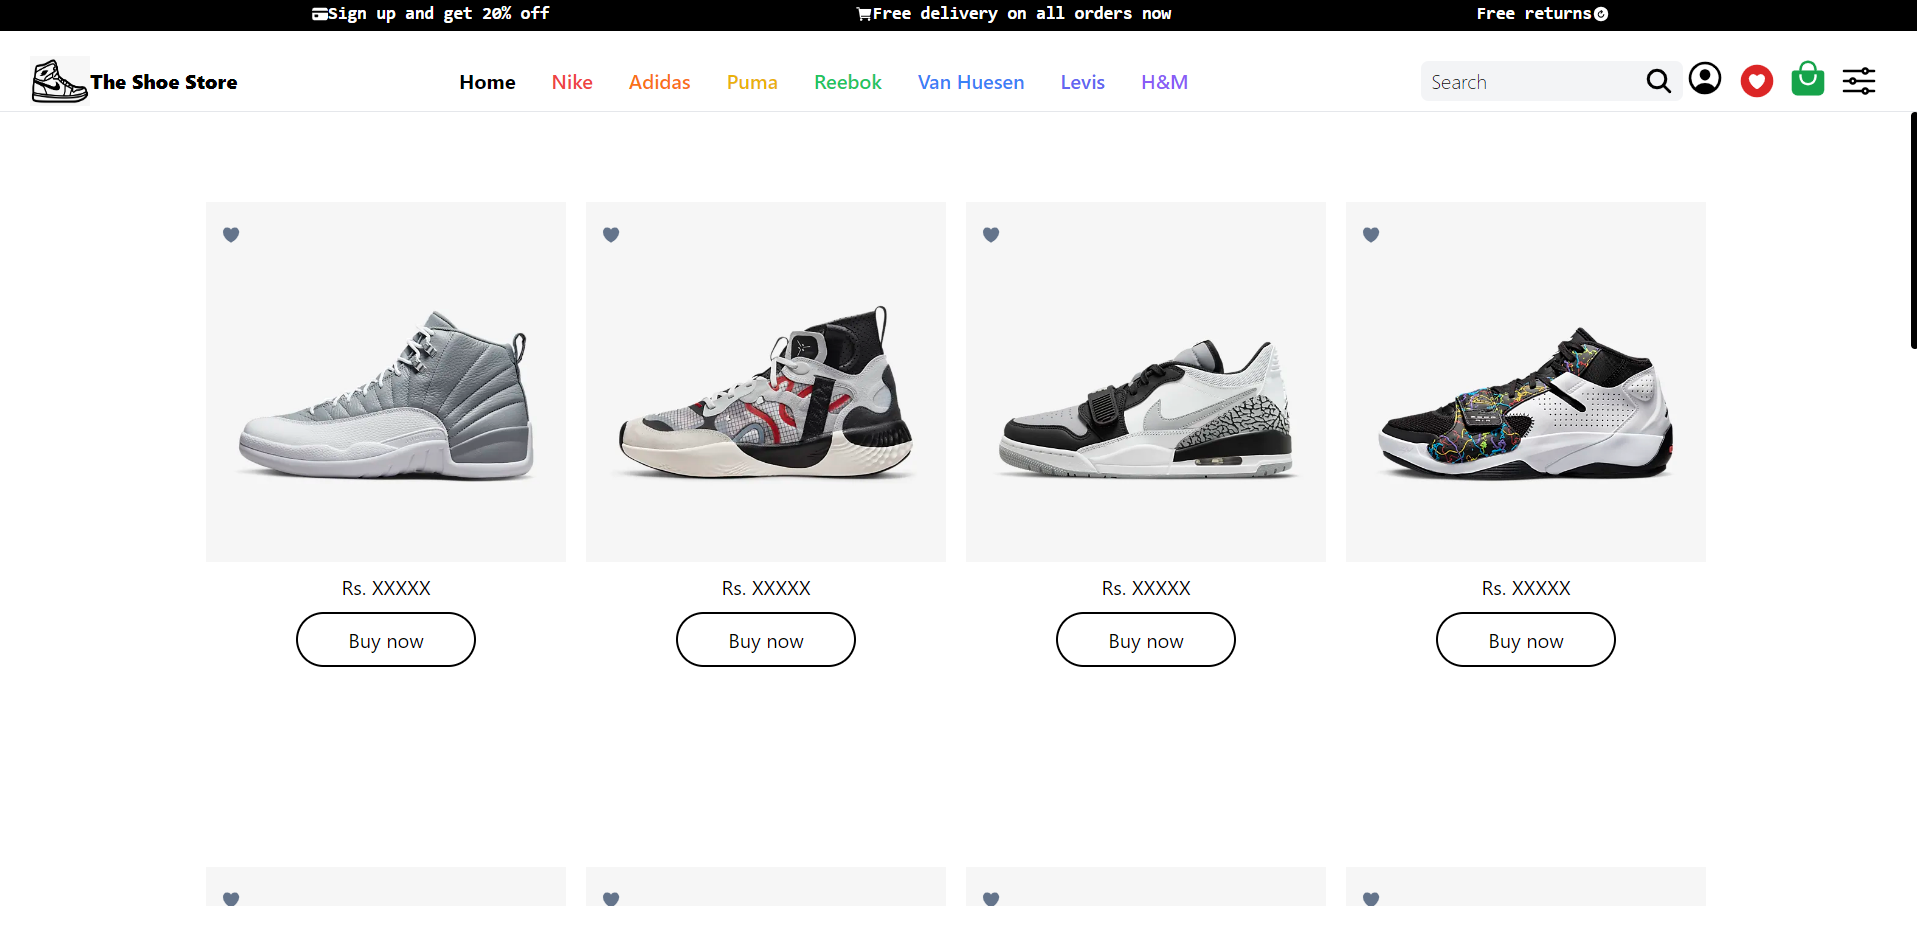 Sign up and get 20% off
Free delivery on all orders now
Free returns
The Shoe Store
Home
Nike
Adidas
Puma
Reebok
Van Huesen
Levis
H&M
Search
Rs. XXXXX
Rs. XXXXX
Rs. XXXXX
Rs. XXXXX
Buy now
Buy now
Buy now
Buy now